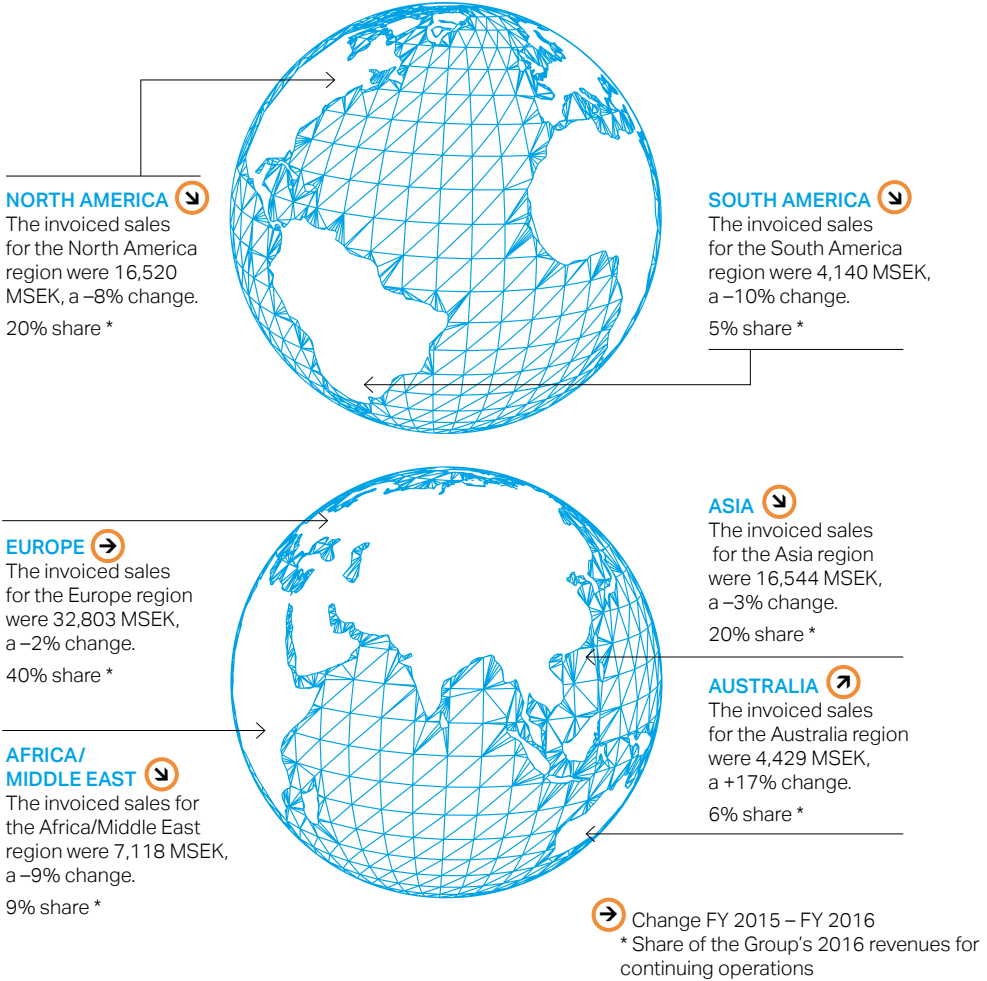 NORTH AMERICA
The invoiced sales
for the North America
region were 16,520
MSEK, a –8% change.
20% share *
SOUTH AMERICA
The invoiced sales
for the South America
region were 4,140 MSEK,
a –10% change.
5% share *
EUROPE
The invoiced sales
for the Europe region
were 32,803 MSEK,
a –2% change.
40% share *
ASIA
The invoiced sales
for the Asia region
were 16,544 MSEK,
a –3% change.
20% share *
AFRICA/
MIDDLE EAST
The invoiced sales for
the Africa/Middle East
region were 7,118 MSEK,
a –9% change.
9% share *
AUSTRALIA
The invoiced sales
for the Australia region
were 4,429 MSEK,
a +17% change.
6% share *
Change FY 2015 – FY 2016
* Share of the Group's 2016 revenues for
continuing operations